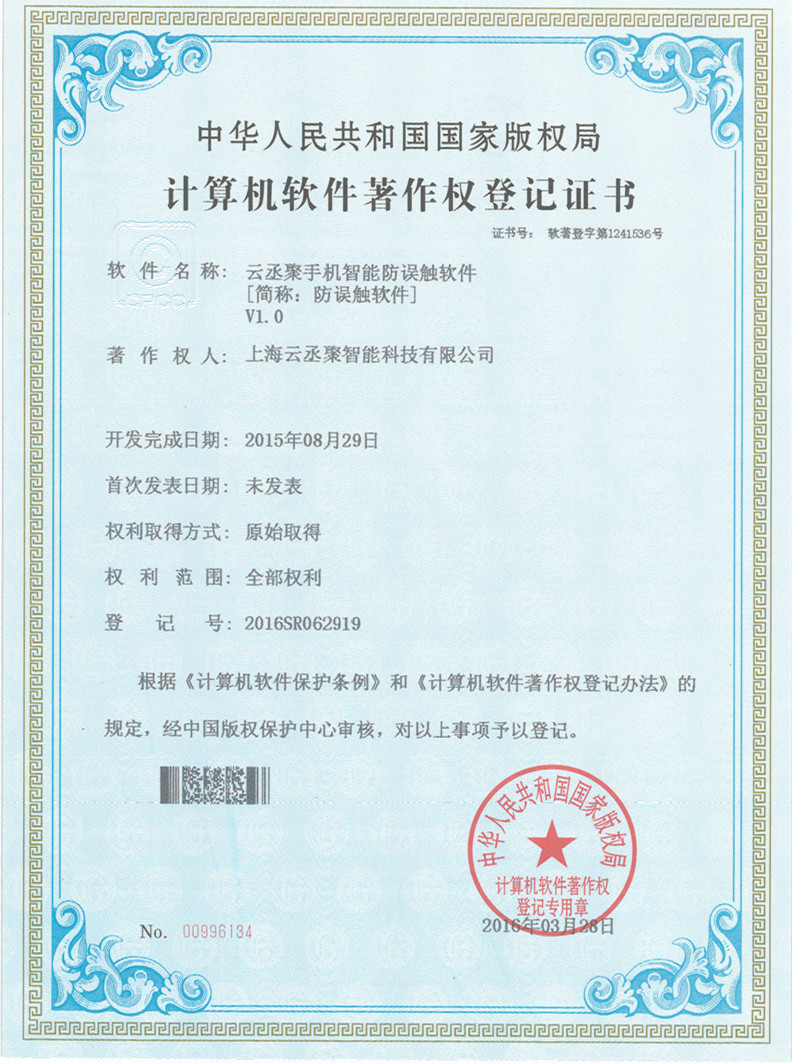 中华人民共和国国家版权局
计算机软件著作权登记证书
证书号： 软著登字第1241536号
软件名称： 云丞聚手机智能防误触软件
[简称：防误触软件]
V1.0
著作权人： 上海云丞聚智能科技有限公司
开发完成日期： 2015年08月29日
首次发表日期： 未发表
权利取得方式： 原始取得
权利范围： 全部权利
登记号： 2016SR062919
根据《计算机软件保护条例》和《计算机软件著作权登记办法》的
规定，经中国版权保护中心审核，对以上事项予以登记。
中华人民共和国国家版权局
计算机软件著作权
登记专用章
2016年03月28日
No. 00996134